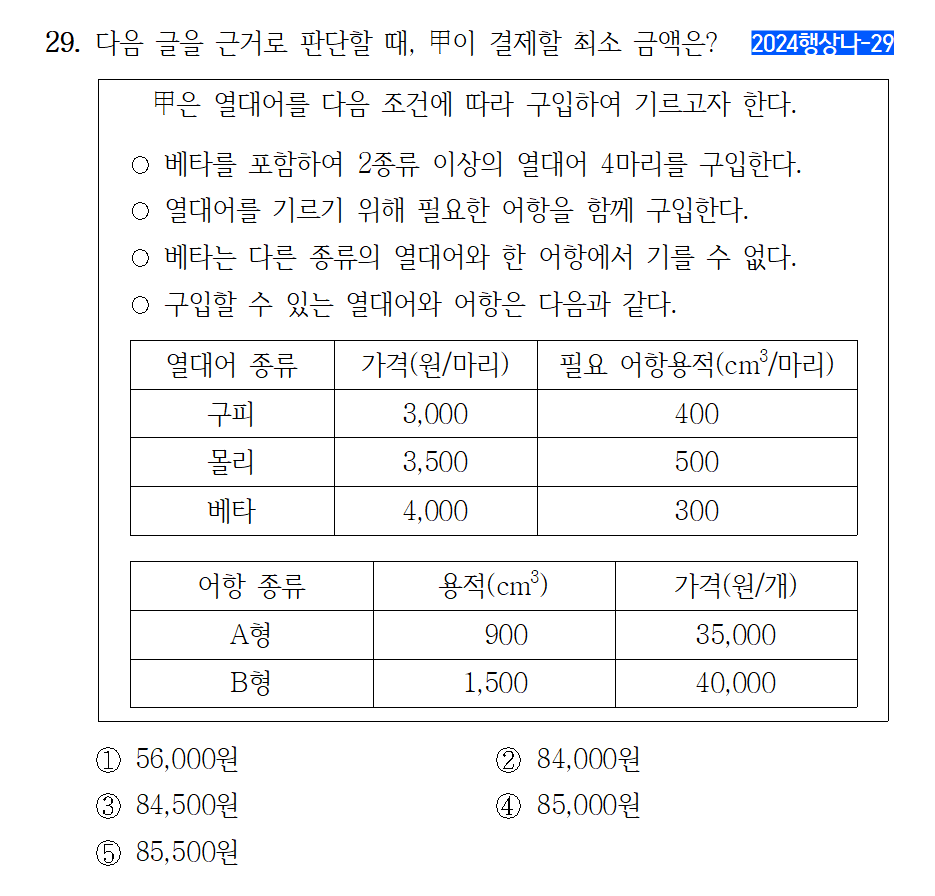 29. 다음 글을 근거로 판단할 때, 甲이 결제할 최소 금액은? 2024행상나-29
甲은 열대어를 다음 조건에 따라 구입하여 기르고자 한다.
○ 베타를 포함하여 2종류 이상의 열대어 4마리를 구입한다.
○ 열대어를 기르기 위해 필요한 어항을 함께 구입한다.
○ 베타는 다른 종류의 열대어와 한 어항에서 기를 수 없다.
○ 구입할 수 있는 열대어와 어항은 다음과 같다.
열대어 종류 가격(원/마리) 필요 어항용적(cm³/마리)
구피 3,000 400
몰리 3,500 500
베타 4,000 300
어항 종류 용적(cm³) 가격(원/개)
A형 900 35,000
B형 1,500 40,000
① 56,000원 ② 84,000원
③ 84,500원 ④ 85,000원
⑤ 85,500원